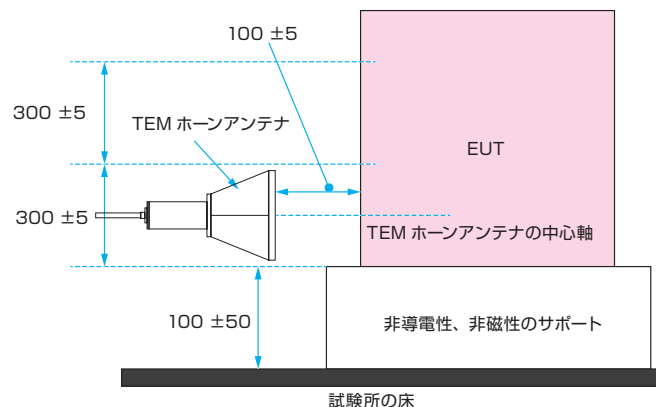 100 ±5
300 ±5
TEM ホーンアンテナ
EUT
300 ±5
TEM ホーンアンテナの中心軸
100 ±50
非導電性、非磁性のサポート
試験所の床